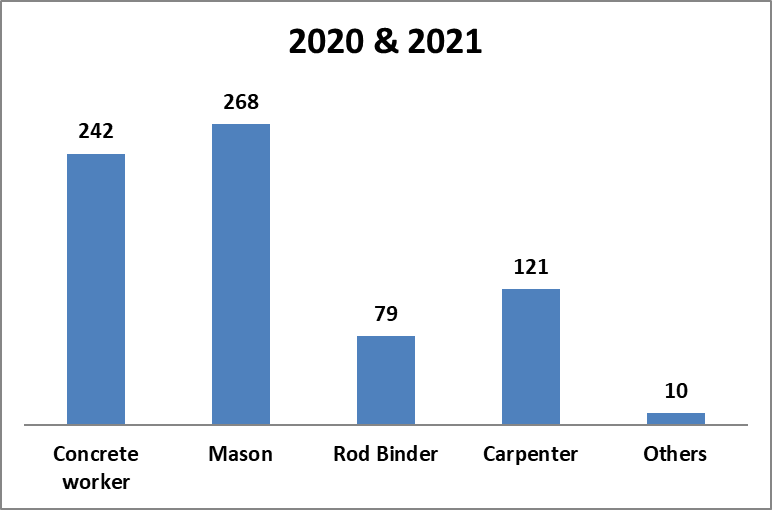 2020 & 2021
242
268
79
121
10
Concrete
worker
Mason
Rod Binder
Carpenter
Others